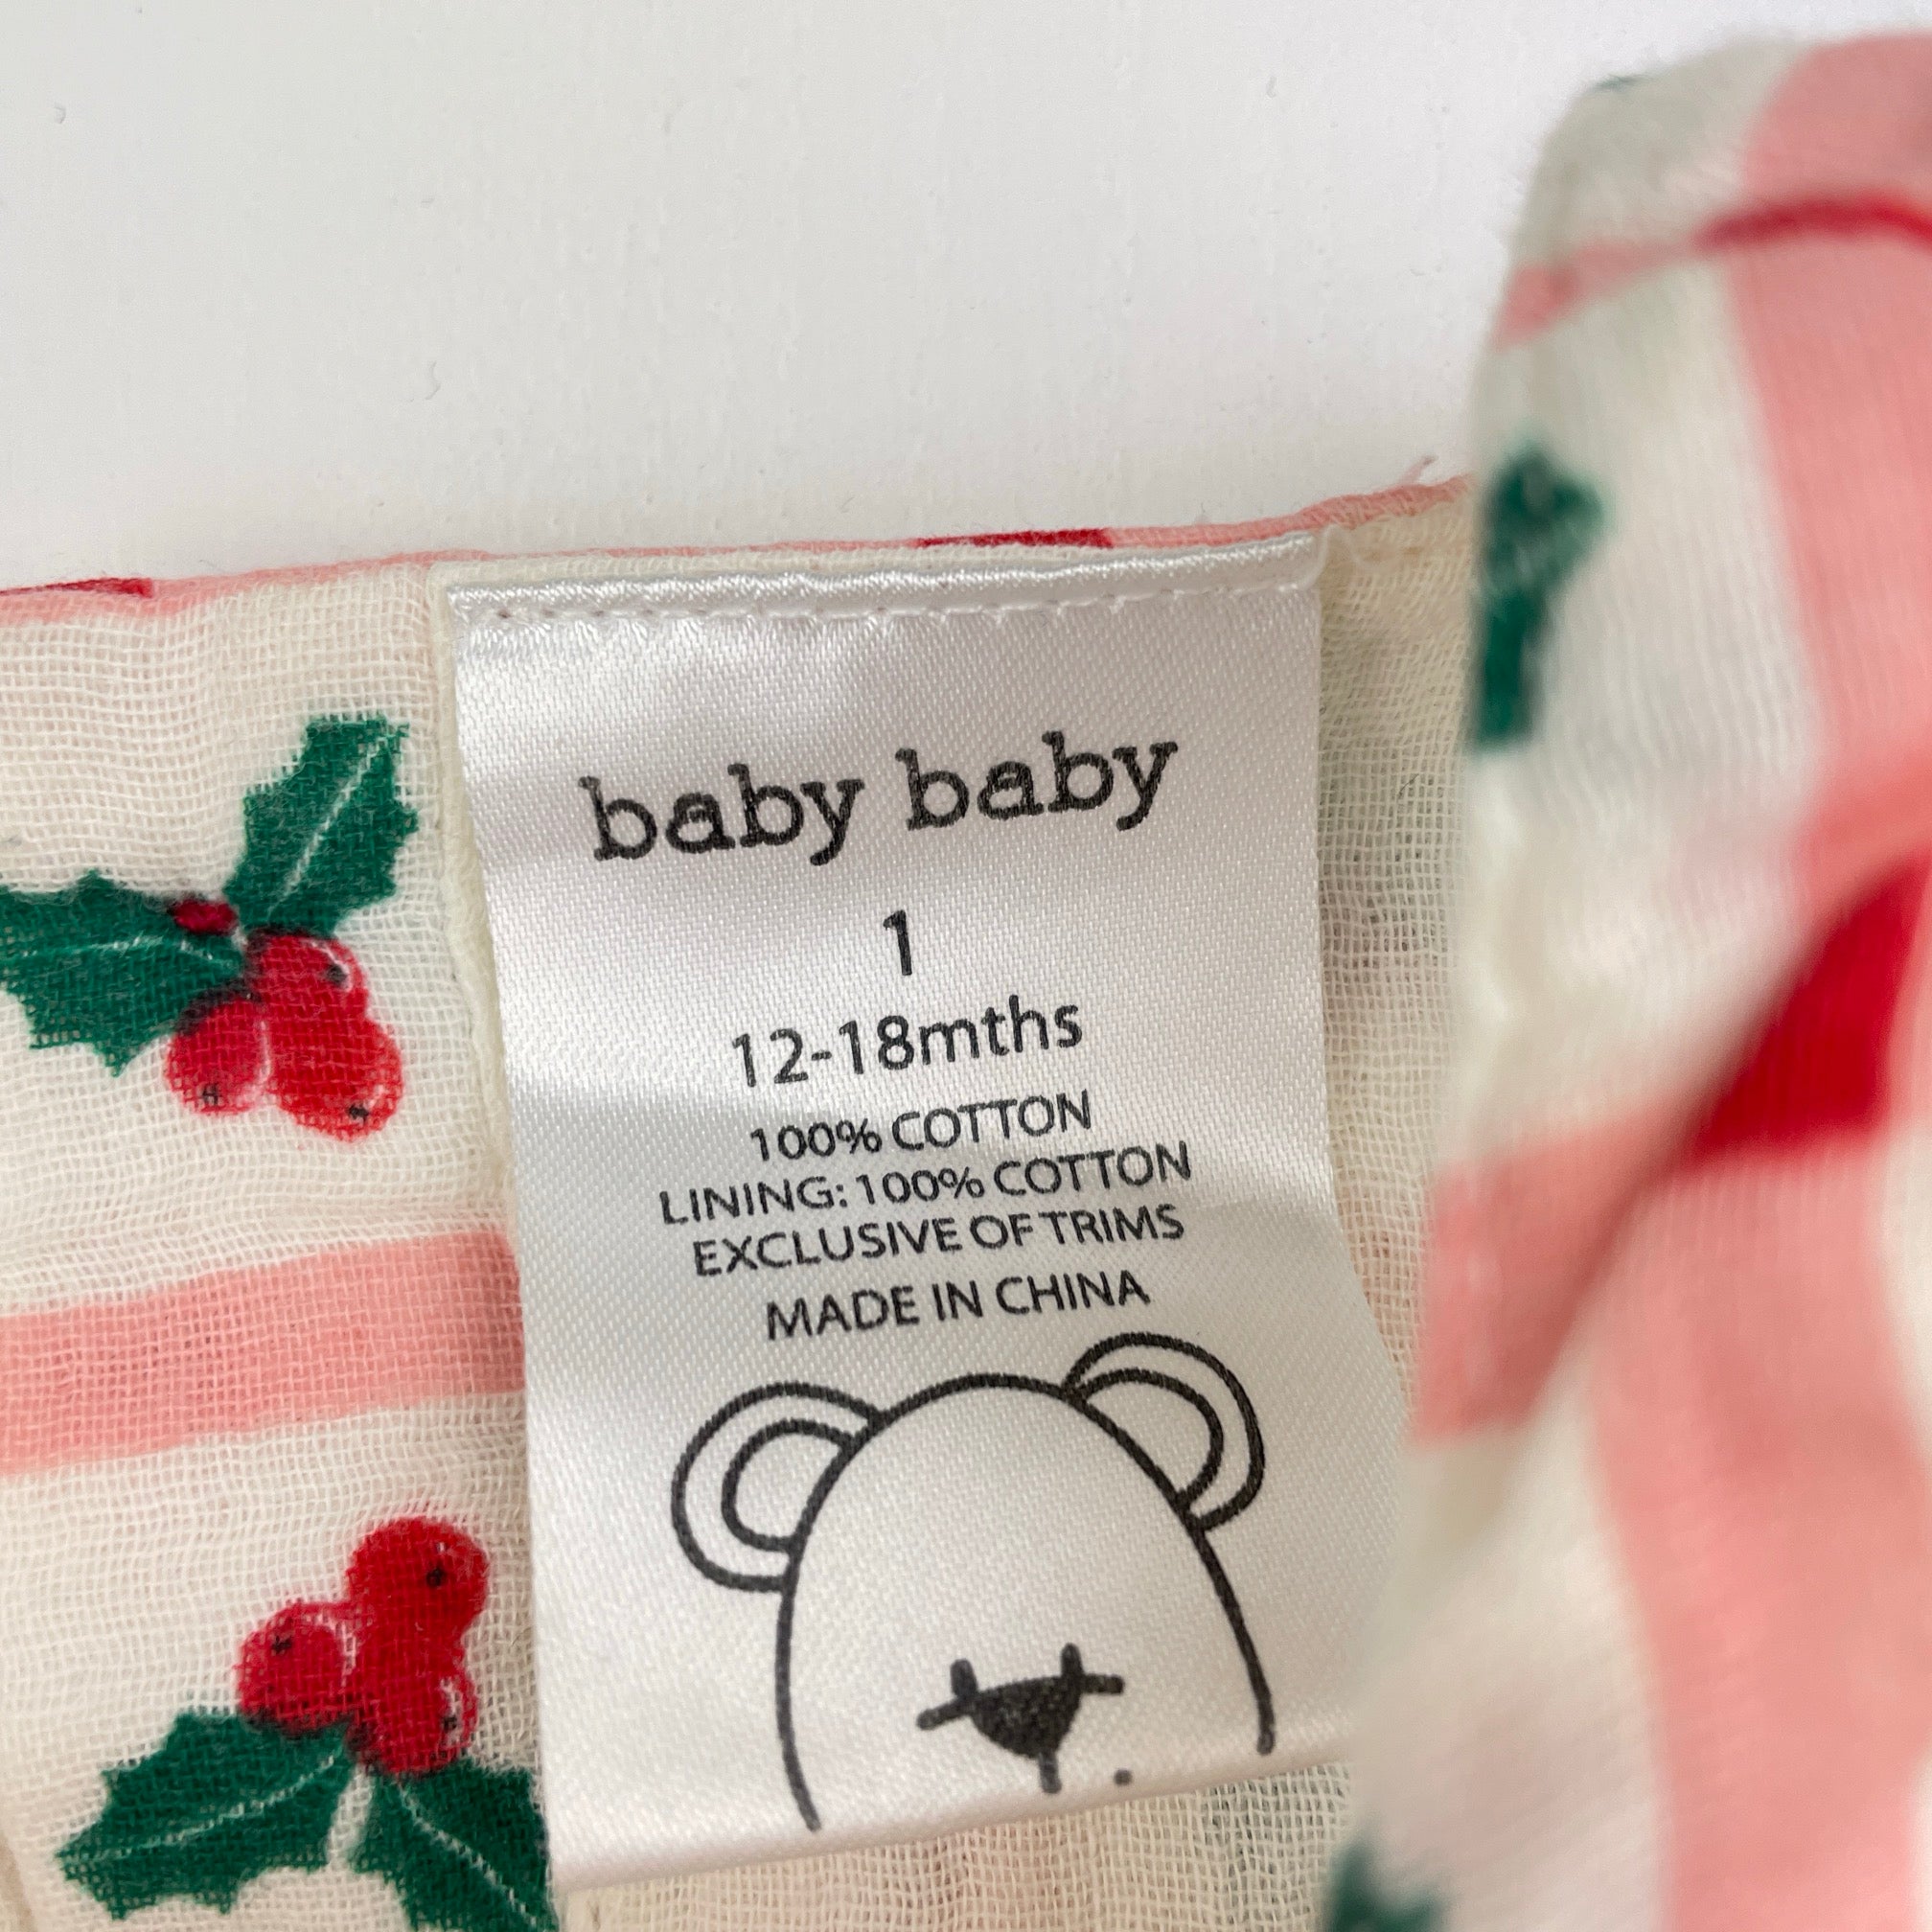 baby baby
1
12-18mths
100% COTTON
LINING: 100% COTTON
EXCLUSIVE OF TRIMS
MADE IN CHINA